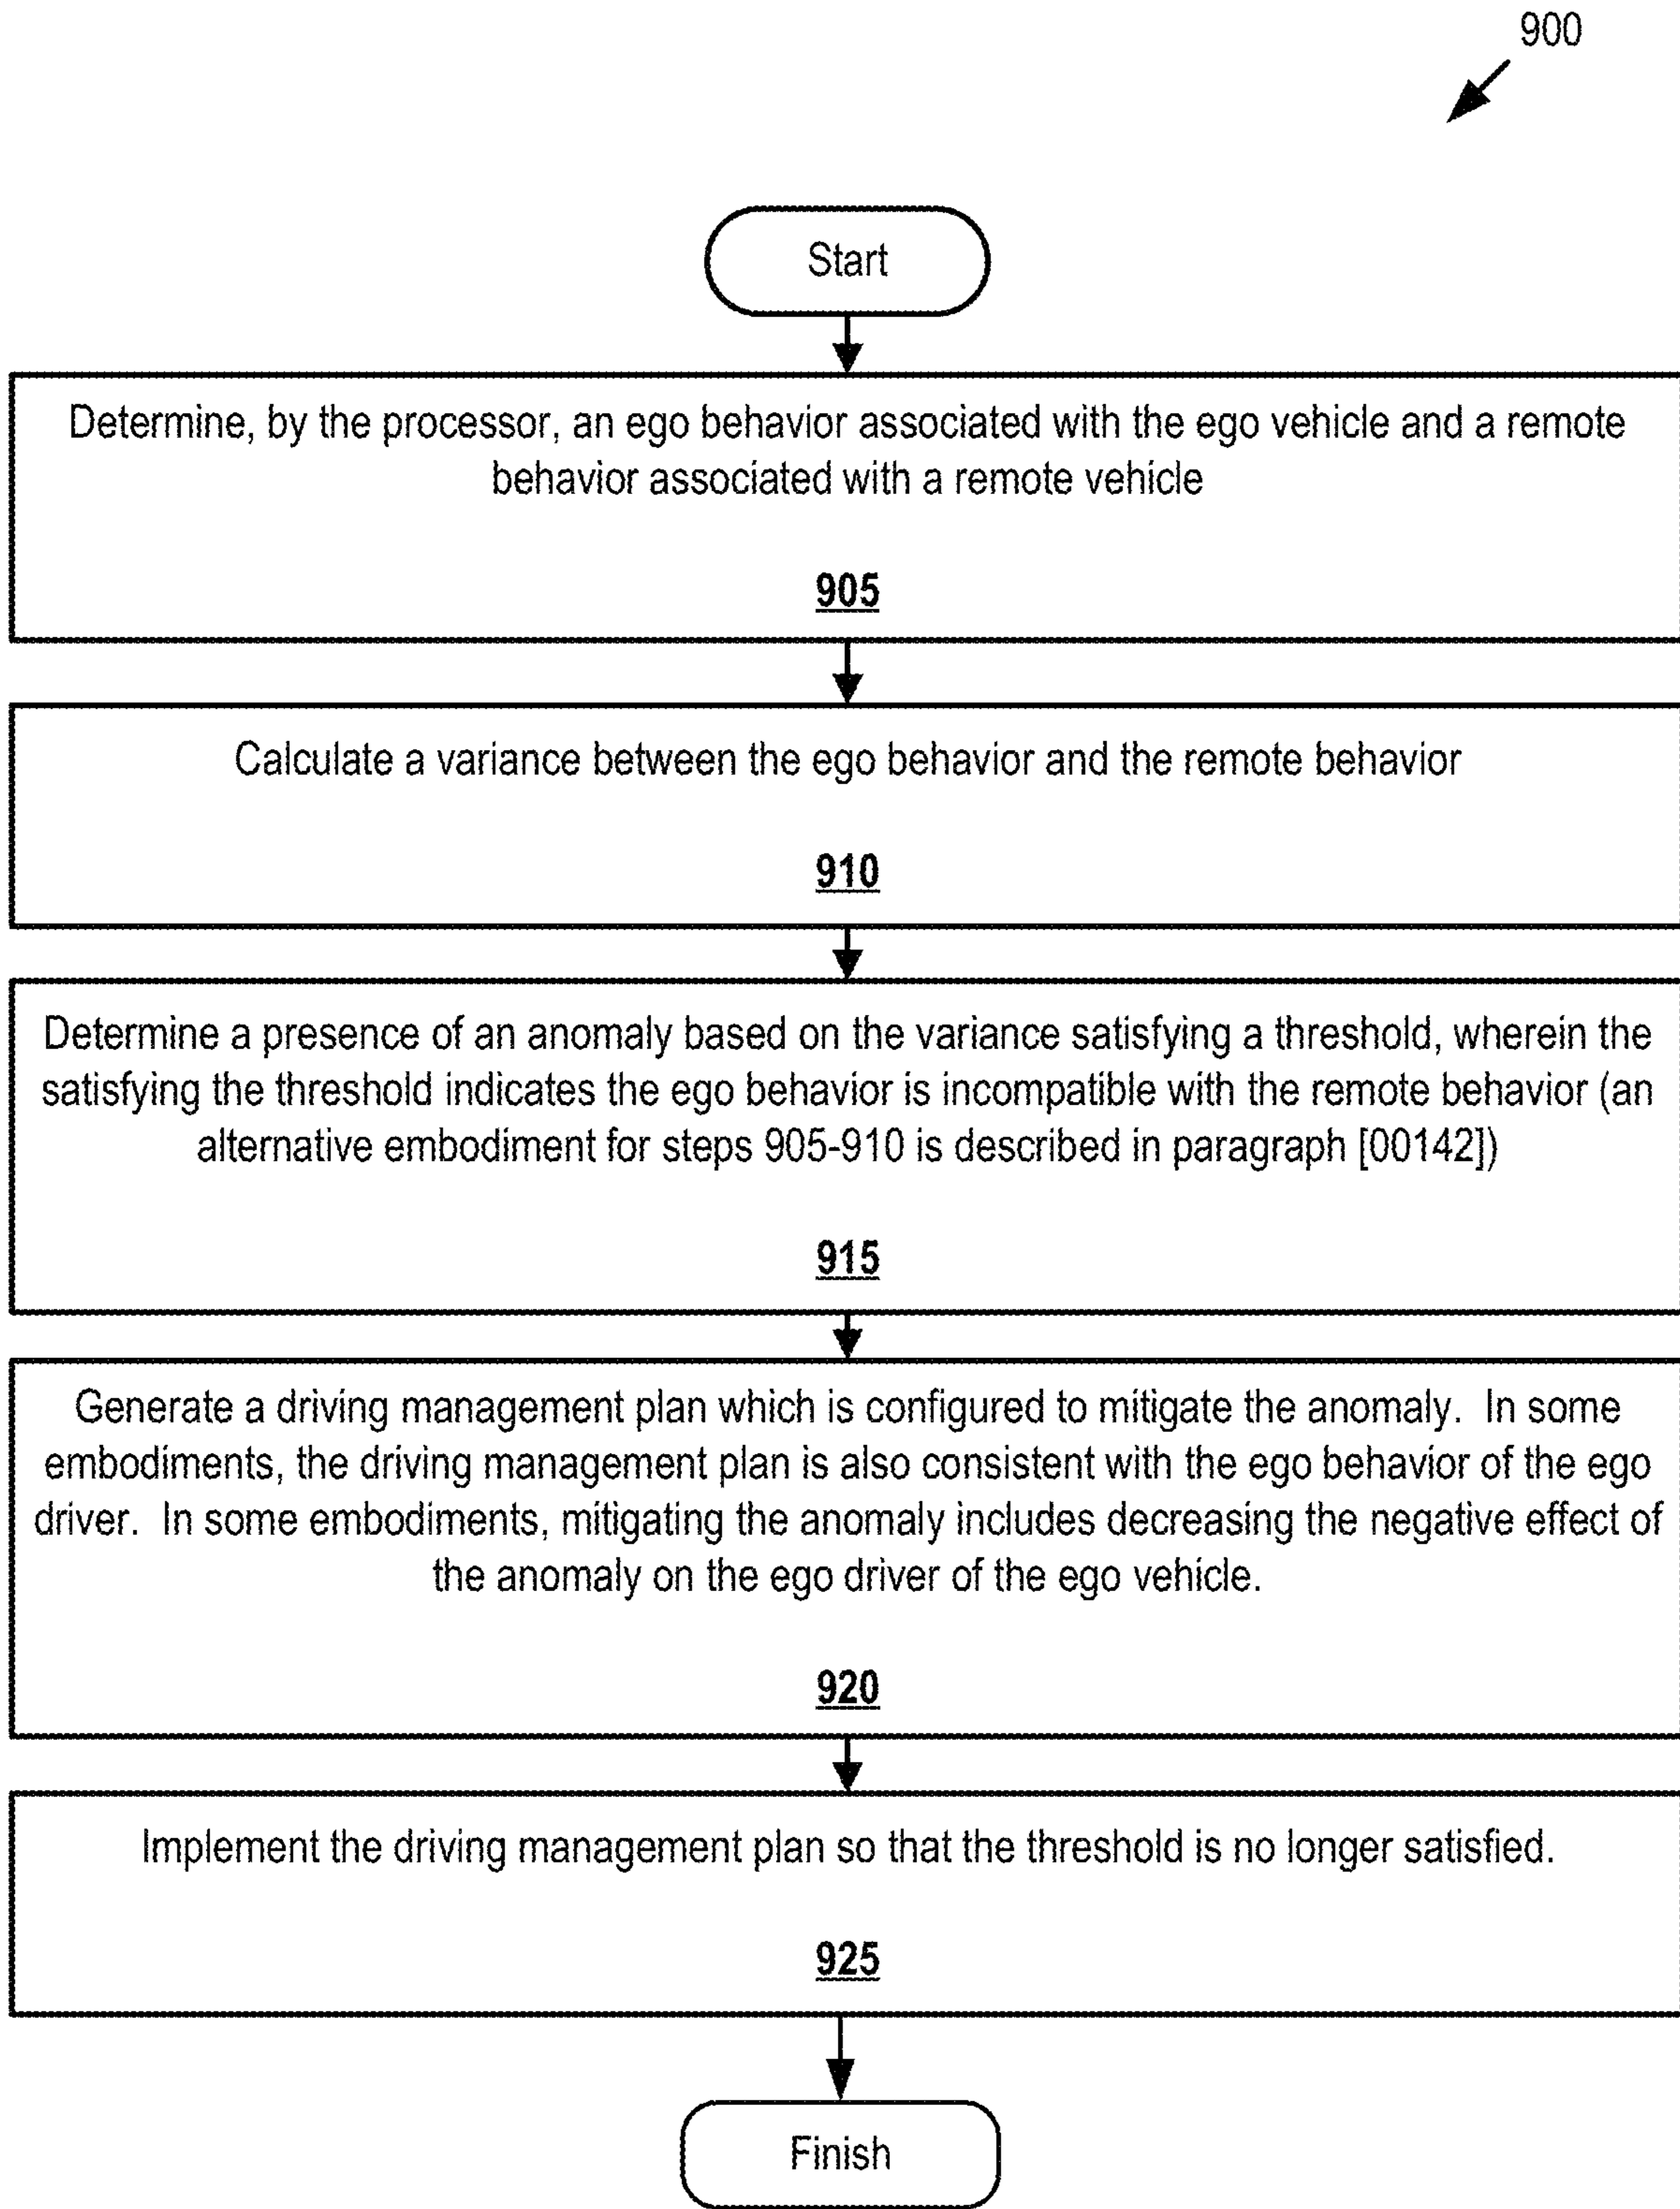 900
Start
Determine, by the processor, an ego behavior associated with the ego vehicle and a remote
behavior associated with a remote vehicle
905
Calculate a variance between the ego behavior and the remote behavior
910
Determine a presence of an anomaly based on the variance satisfying a threshold, wherein the
satisfying the threshold indicates the ego behavior is incompatible with the remote behavior (an
alternative embodiment for steps 905-910 is described in paragraph [00142])
915
Generate a driving management plan which is configured to mitigate the anomaly.  In some
embodiments, the driving management plan is also consistent with the ego behavior of the ego
driver.  In some embodiments, mitigating the anomaly includes decreasing the negative effect of
the anomaly on the ego driver of the ego vehicle.
920
Implement the driving management plan so that the threshold is no longer satisfied.
925
Finish